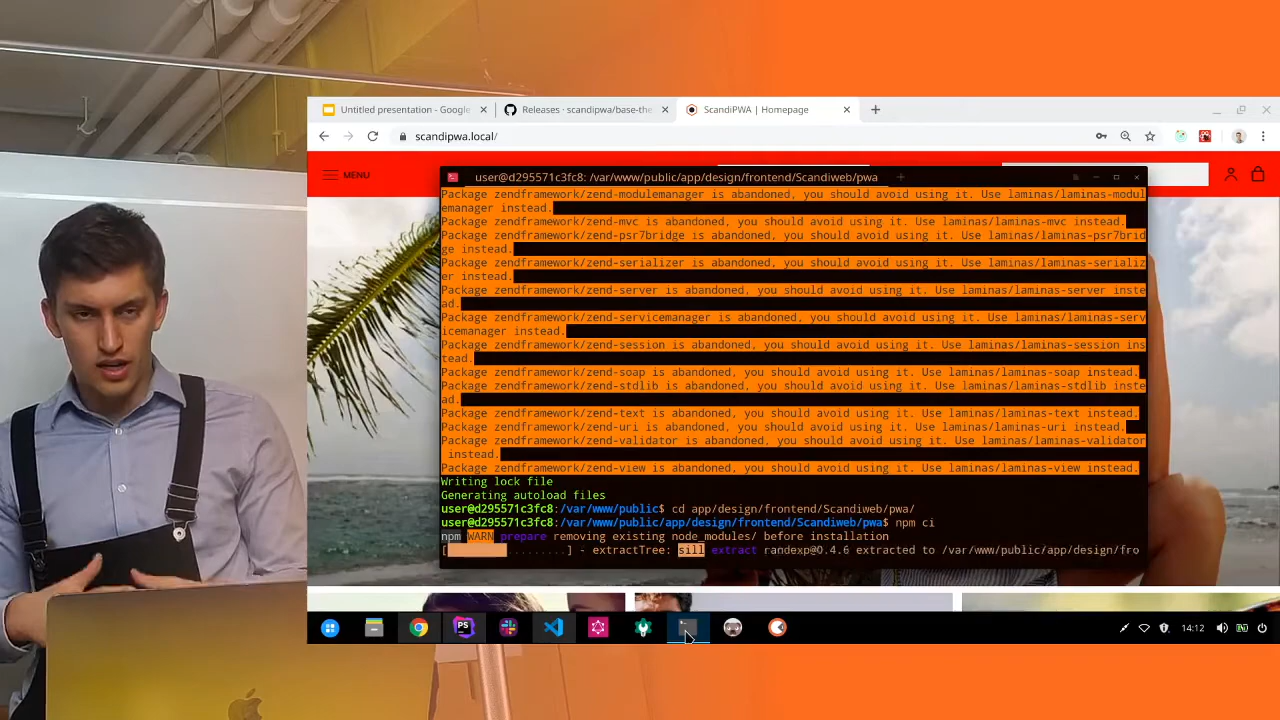 Untitled presentation - Google
Releases · scandipwa/base-the
ScandiPWA | Homepage
scandipwa.local/
MENU
user@d295571c3fc8: /var/www/public/app/design/frontend/Scandiweb/pwa
Package zendframework/zend-modulemanager is abandoned, you should avoid using it. Use laminas/laminas-modul
emanager instead.
Package zendframework/zend-mvc is abandoned, you should avoid using it. Use laminas/laminas-mvc instead.
Package zendframework/zend-psr7bridge is abandoned, you should avoid using it. Use laminas/laminas-psr7brid
ge instead.
Package zendframework/zend-serializer is abandoned, you should avoid using it. Use laminas/laminas-serializ
er instead.
Package zendframework/zend-server is abandoned, you should avoid using it. Use laminas/laminas-server inste
ad.
Package zendframework/zend-servicemanager is abandoned, you should avoid using it. Use laminas/laminas-serv
icemanager instead.
Package zendframework/zend-session is abandoned, you should avoid using it. Use laminas/laminas-session ins
tead.
Package zendframework/zend-soap is abandoned, you should avoid using it. Use laminas/laminas-soap instead.
Package zendframework/zend-stdlib is abandoned, you should avoid using it. Use laminas/laminas-stdlib inste
ad.
Package zendframework/zend-text is abandoned, you should avoid using it. Use laminas/laminas-text instead.
Package zendframework/zend-uri is abandoned, you should avoid using it. Use laminas/laminas-uri instead.
Package zendframework/zend-validator is abandoned, you should avoid using it. Use laminas/laminas-validator
instead.
Package zendframework/zend-view is abandoned, you should avoid using it. Use laminas/laminas-view instead.
Writing lock file
Generating autoload files
user@d295571c3fc8:/var/www/public$ cd app/design/frontend/Scandiweb/pwa/
user@d295571c3fc8:/var/www/public/app/design/frontend/Scandiweb/pwa$ npm ci
npm WARN prepare removing existing node_modules/ before installation
[ .........] - extractTree: sill extract randexp@0.4.6 extracted to /var/www/public/app/design/fro
PS
14:12